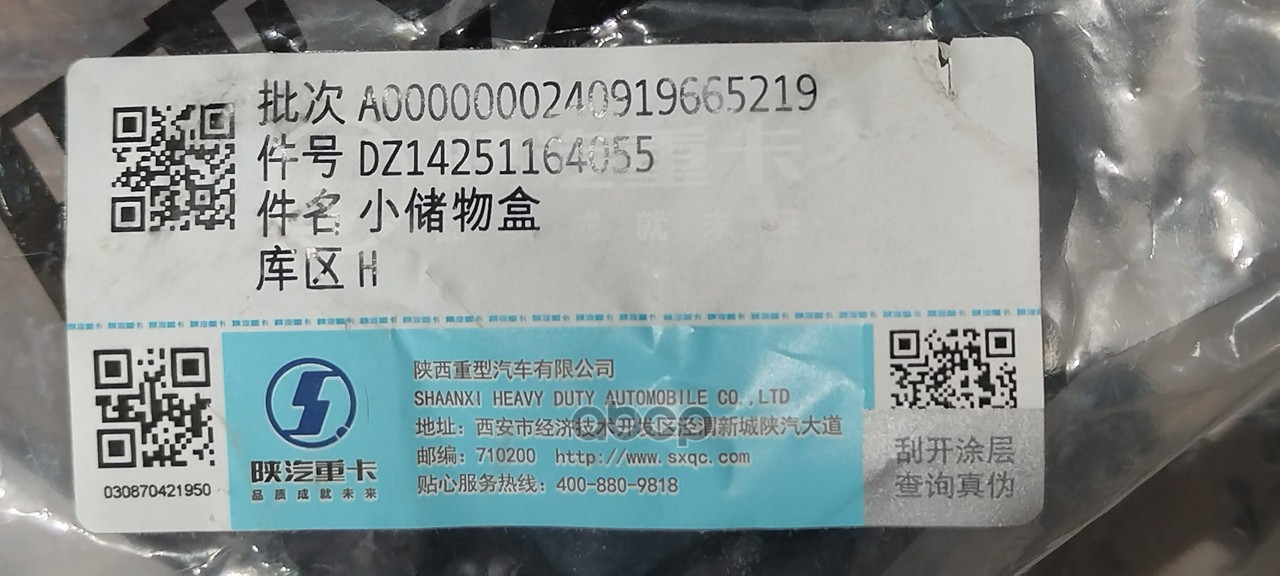 批次 A0000000240919665219
件号 DZ14251164055
件名 小储物盒
库区 H
陕汽重卡
品质成就未来
030870421950
陕西重型汽车有限公司
SHAANXI HEAVY DUTY AUTOMOBILE CO.,LTD
地址：西安市经济技术开发区泾渭新城陕汽大道
邮编：710200 http://www.sxqc.com
贴心服务热线：400-880-9818
abcp
刮开涂层
查询真伪